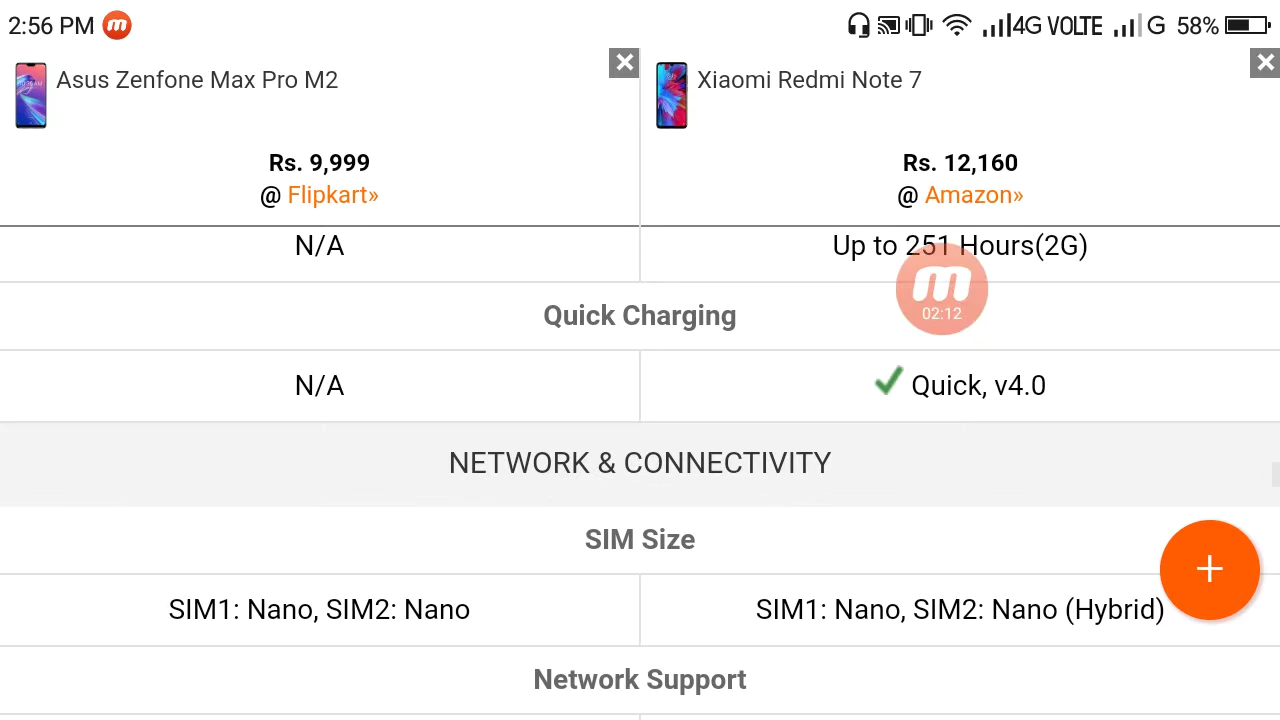 2:56 PM m 4G VOLTE G 58%
Asus Zenfone Max Pro M2
Rs. 9,999
@ Flipkart»
Xiaomi Redmi Note 7
Rs. 12,160
@ Amazon»
N/A Up to 251 Hours(2G)
m
02:12
Quick Charging
N/A Quick, v4.0
NETWORK & CONNECTIVITY
SIM Size
+
SIM1: Nano, SIM2: Nano SIM1: Nano, SIM2: Nano (Hybrid)
Network Support